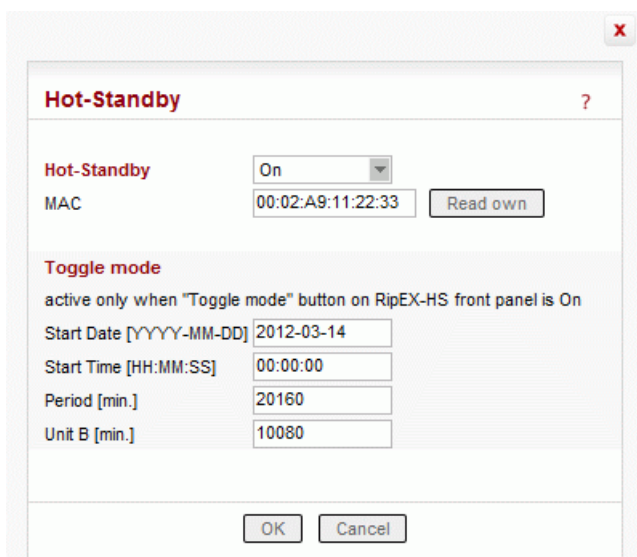 x
Hot-Standby ?
Hot-Standby On
MAC 00:02:A9:11:22:33 Read own
Toggle mode
active only when "Toggle mode" button on RipEX-HS front panel is On
Start Date [YYYY-MM-DD] 2012-03-14
Start Time [HH:MM:SS] 00:00:00
Period [min.] 20160
Unit B [min.] 10080
OK Cancel